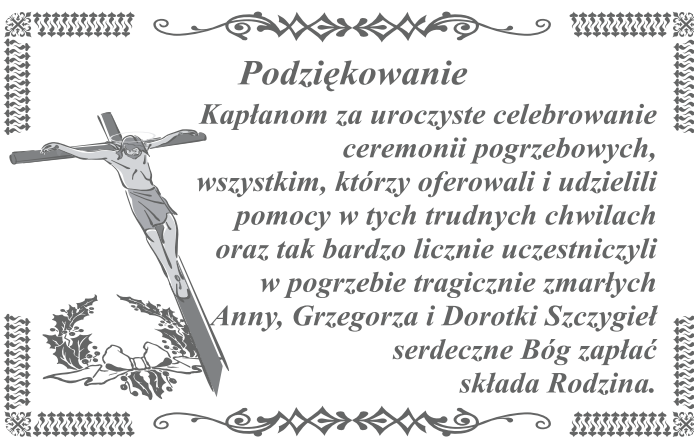 Podziękowanie
Kapłanom za uroczyste celebrowanie
ceremonii pogrzebowych,
wszystkim, którzy oferowali i udzielili
pomocy w tych trudnych chwilach
oraz tak bardzo licznie uczestniczyli
w pogrzebie tragicznie zmarłych
Anny, Grzegorza i Dorotki Szczygieł
serdeczne Bóg zapłać
składa Rodzina.